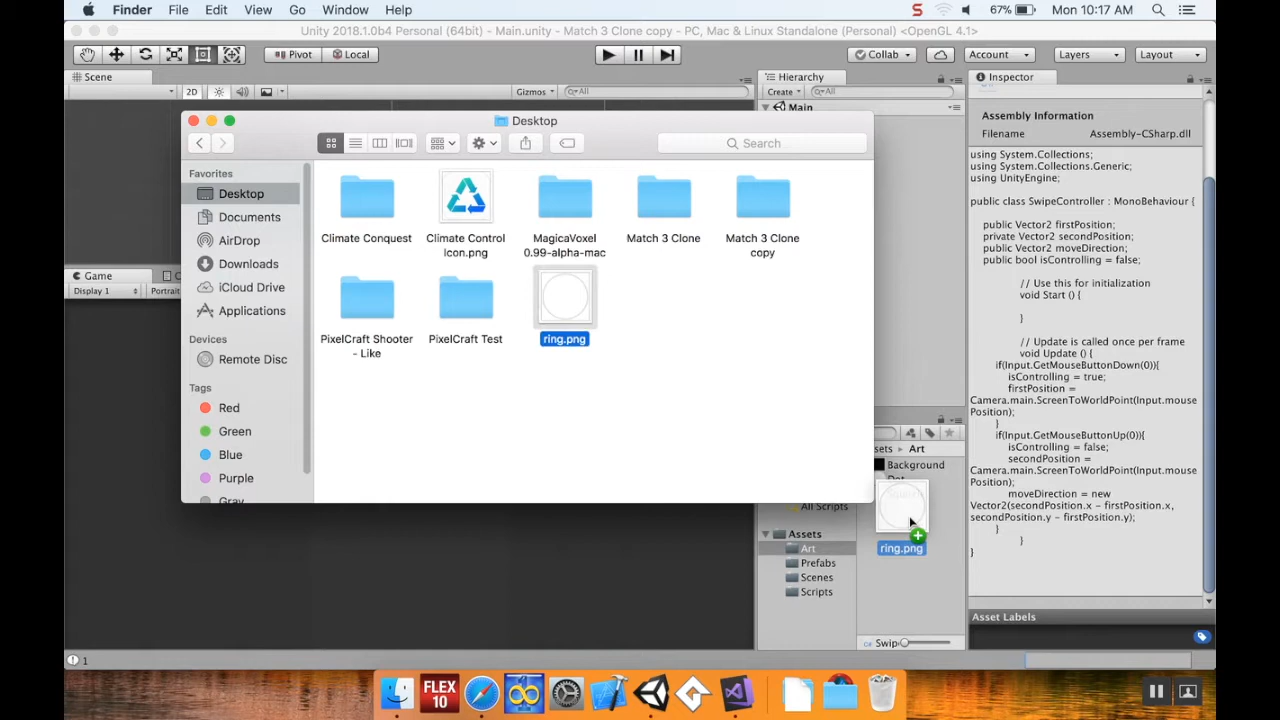 Finder File Edit View Go Window Help 67% Mon 10:17 AM
Unity 2018.1.0b4 Personal (64bit) - Main.unity - Match 3 Clone copy - PC, Mac & Linux Standalone (Personal) <OpenGL 4.1>
Pivot Local Collab Account Layers Layout
Scene
2D Gizmos All
Hierarchy
Create All
Main
Inspector
Desktop
Search
Favorites
Desktop
Documents
AirDrop
Downloads
iCloud Drive
Applications
Devices
Remote Disc
Tags
Red
Green
Blue
Purple
Gray
Climate Conquest
Climate Control
Icon.png
MagicaVoxel
0.99-alpha-mac
Match 3 Clone
Match 3 Clone
copy
PixelCraft Shooter
- Like
PixelCraft Test
ring.png
Game
Display 1 Portrait
sets Art
Background
Dot
ring.png
All Scripts
Assets
Art
Prefabs
Scenes
Scripts
Swip
Assembly Information
Filename Assembly-CSharp.dll
using System.Collections;
using System.Collections.Generic;
using UnityEngine;
public class SwipeController : MonoBehaviour {
public Vector2 firstPosition;
private Vector2 secondPosition;
public Vector2 moveDirection;
public bool isControlling = false;
// Use this for initialization
void Start () {
}
// Update is called once per frame
void Update () {
if(Input.GetMouseButtonDown(0)){
isControlling = true;
firstPosition =
Camera.main.ScreenToWorldPoint(Input.mouse
Position);
}
if(Input.GetMouseButtonUp(0)){
isControlling = false;
secondPosition =
Camera.main.ScreenToWorldPoint(Input.mouse
Position);
moveDirection = new
Vector2(secondPosition.x - firstPosition.x,
secondPosition.y - firstPosition.y);
}
}
}
Asset Labels
1
FLEX
10